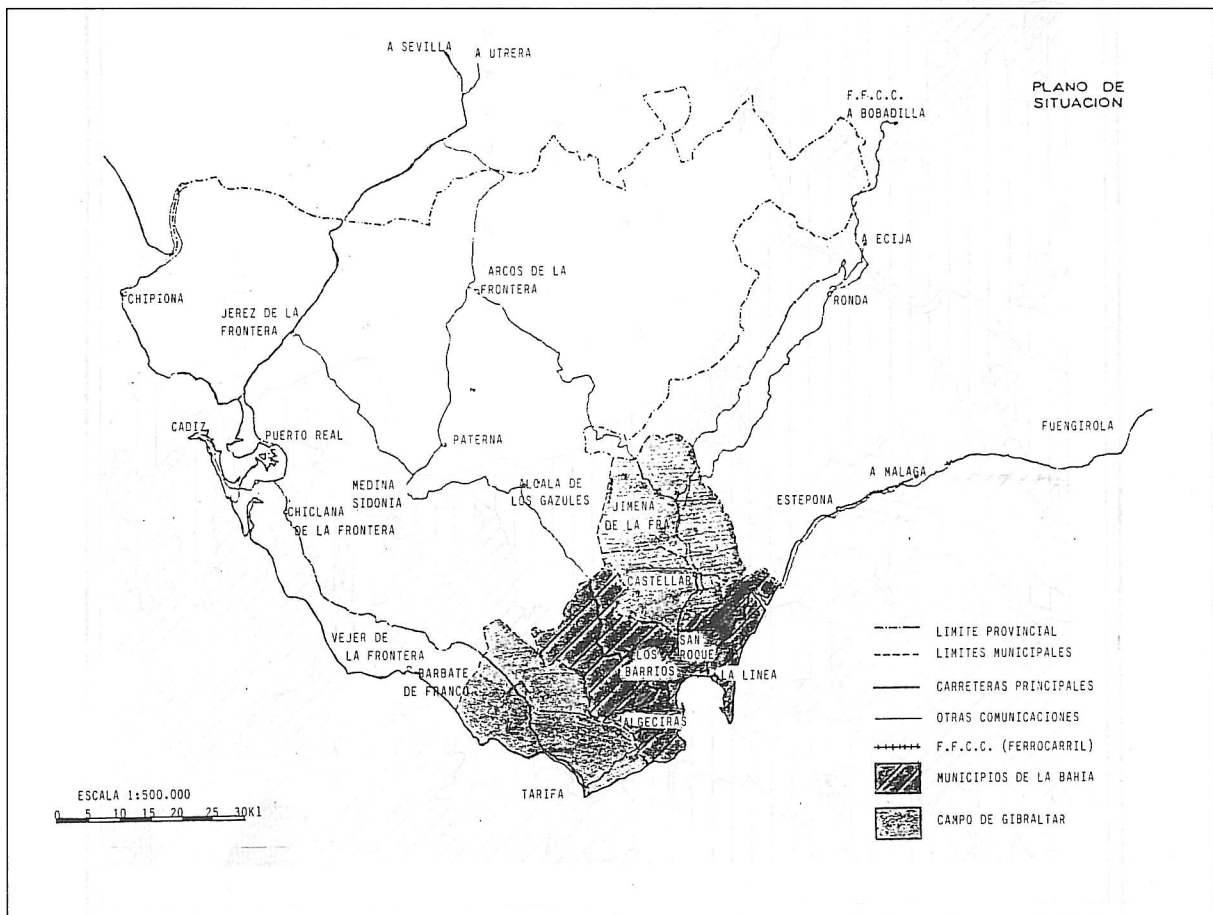 A SEVILLA
A UTRERA
PLANO DE
SITUACION
F.F.C.C.
A BOBADILLA
A ECIJA
ARCOS DE LA
FRONTERA
CHIPIONA
RONDA
JEREZ DE LA
FRONTERA
CADIZ
PUERTO REAL
PATERNA
FUENGIROLA
A MALAGA
MEDINA
SIDONIA
ALCALA DE
LOS GAZULES
ESTEPONA
CHICLANA
DE LA FRONTERA
JIMENA
DE LA FRA
CASTELLAR
VEJER DE
LA FRONTERA
SAN
ROQUE
LOS
BARRIOS
LA LINEA
BARBATE
DE FRANCO
ALGECIRAS
TARIFA
LIMITE PROVINCIAL
LIMITES MUNICIPALES
CARRETERAS PRINCIPALES
OTRAS COMUNICACIONES
F.F.C.C. (FERROCARRIL)
MUNICIPIOS DE LA BAHIA
CAMPO DE GIBRALTAR
ESCALA 1:500.000
0 5 10 15 20 25 30K1